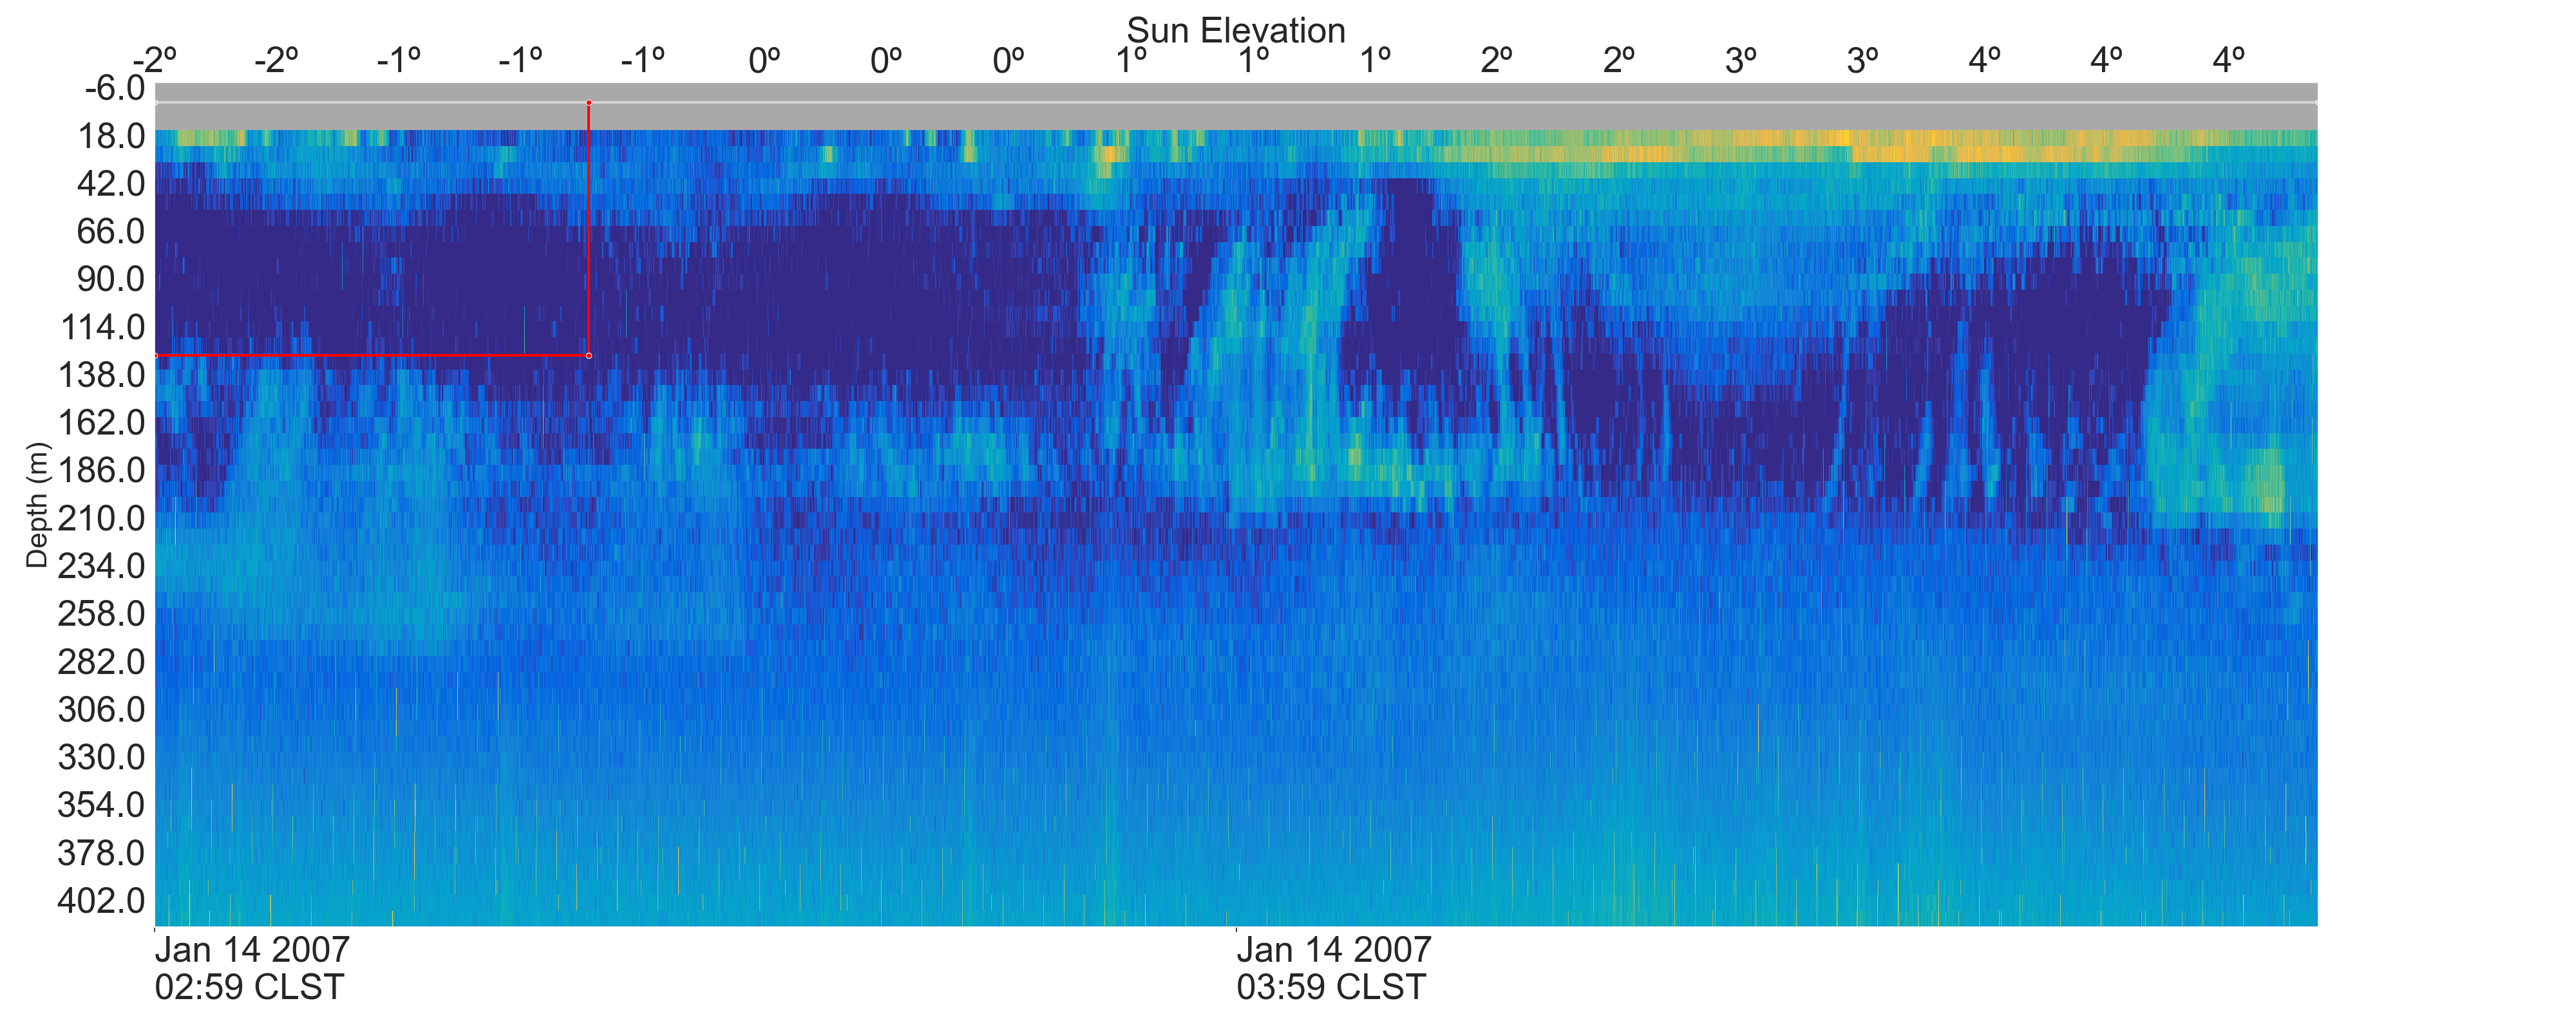 Sun Elevation
-2º -2º -1º -1º -1º 0º 0º 0º 1º 1º 1º 2º 2º 3º 3º 4º 4º 4º
-6.0
18.0
42.0
66.0
90.0
114.0
138.0
162.0
186.0
210.0
234.0
258.0
282.0
306.0
330.0
354.0
378.0
402.0
Depth (m)
Jan 14 2007
02:59 CLST
Jan 14 2007
03:59 CLST